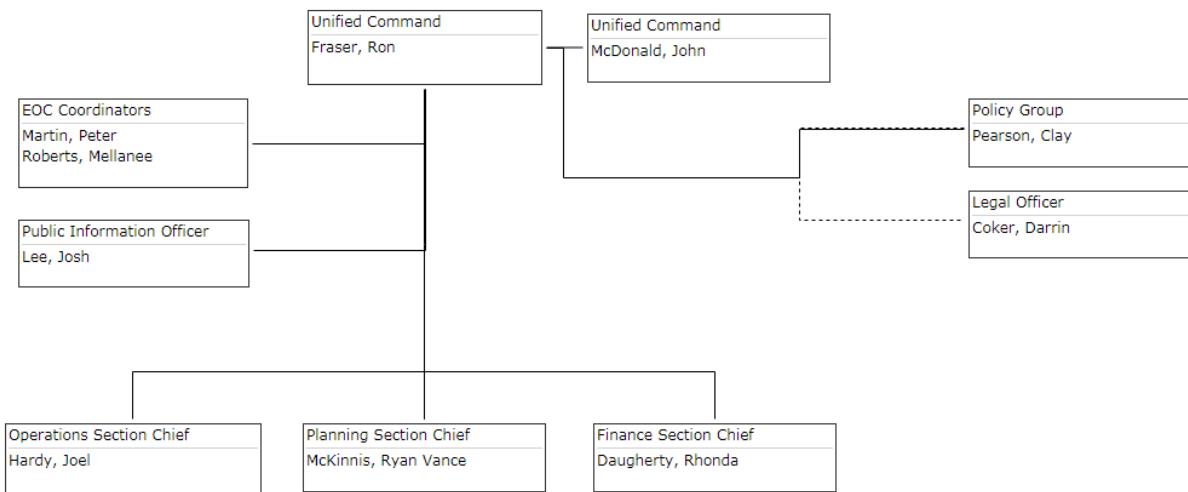 Unified Command
Fraser, Ron
Unified Command
McDonald, John
EOC Coordinators
Martin, Peter
Roberts, Mellanee
Policy Group
Pearson, Clay
Legal Officer
Coker, Darrin
Public Information Officer
Lee, Josh
Operations Section Chief
Hardy, Joel
Planning Section Chief
McKinnis, Ryan Vance
Finance Section Chief
Daugherty, Rhonda